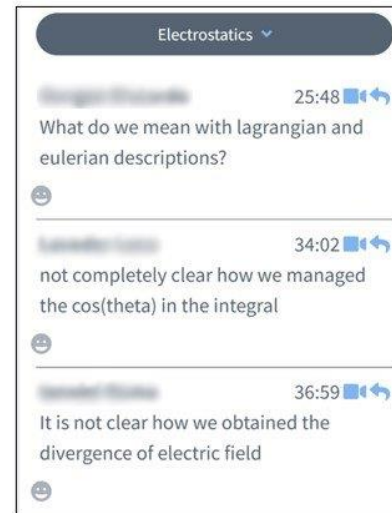 Electrostatics
25:48
What do we mean with lagrangian and
eulerian descriptions?
34:02
not completely clear how we managed
the cos(theta) in the integral
36:59
It is not clear how we obtained the
divergence of electric field